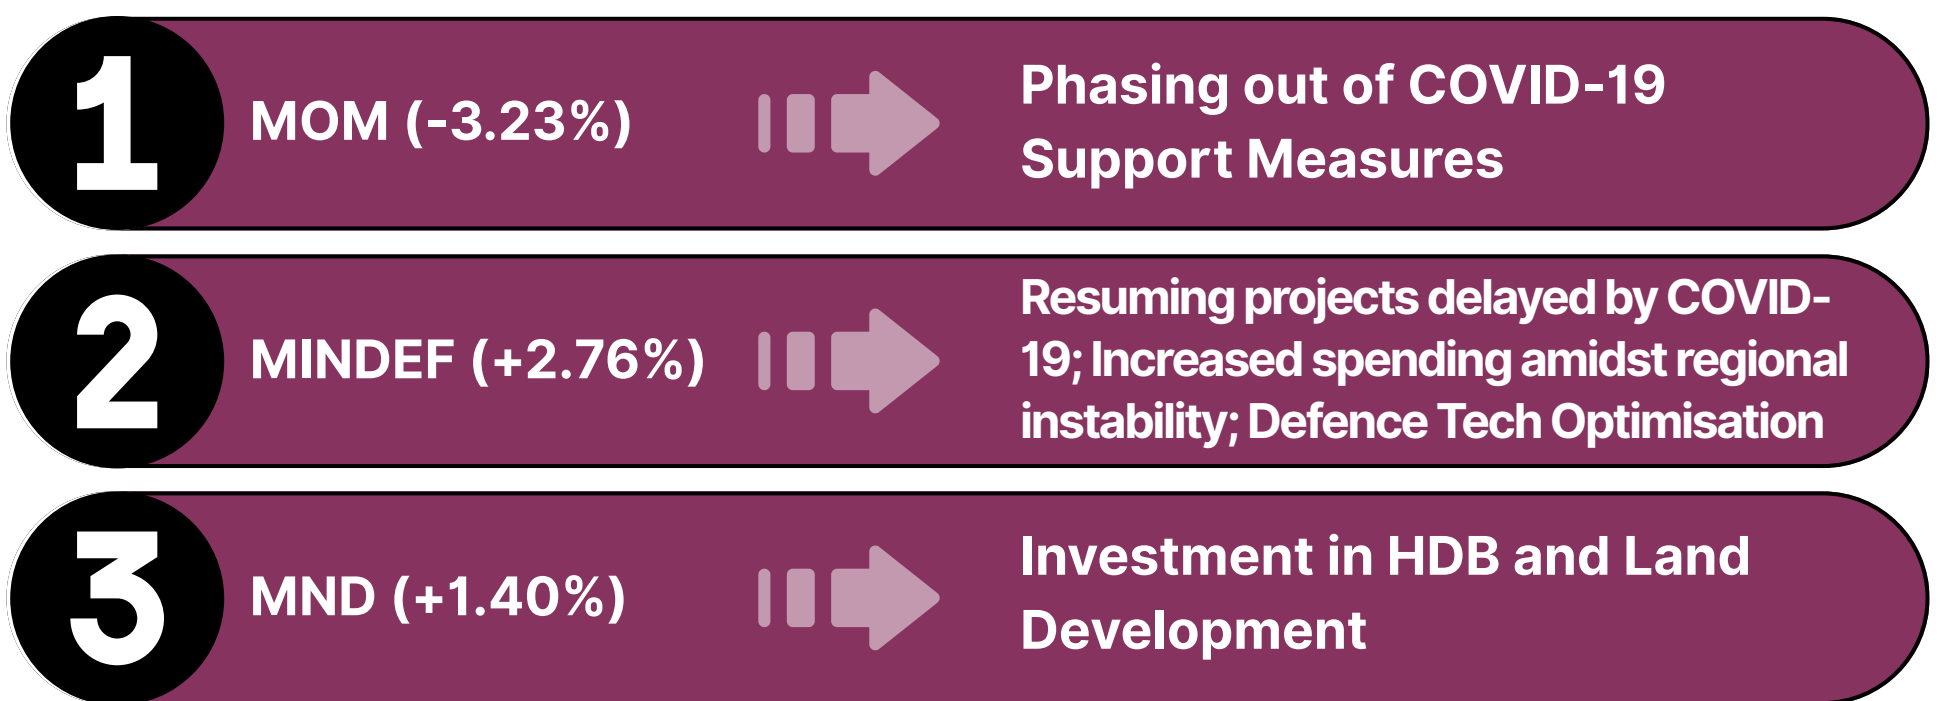 1
MOM (-3.23%)
Phasing out of COVID-19
Support Measures
2
MINDEF (+2.76%)
Resuming projects delayed by COVID-
19; Increased spending amidst regional
instability; Defence Tech Optimisation
3
MND (+1.40%)
Investment in HDB and Land
Development